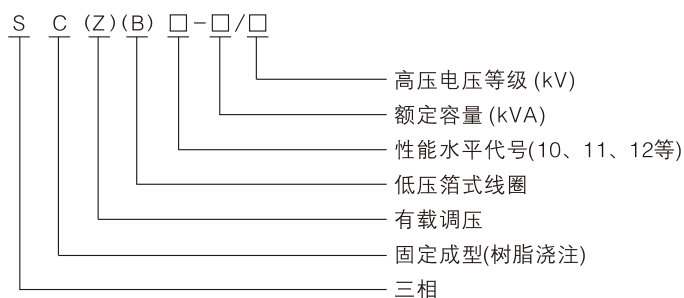 S C (Z) (B) □-□/□
高压电压等级 (kV)
额定容量 (kVA)
性能水平代号(10、11、12等)
低压箔式线圈
有载调压
固定成型(树脂浇注)
三相